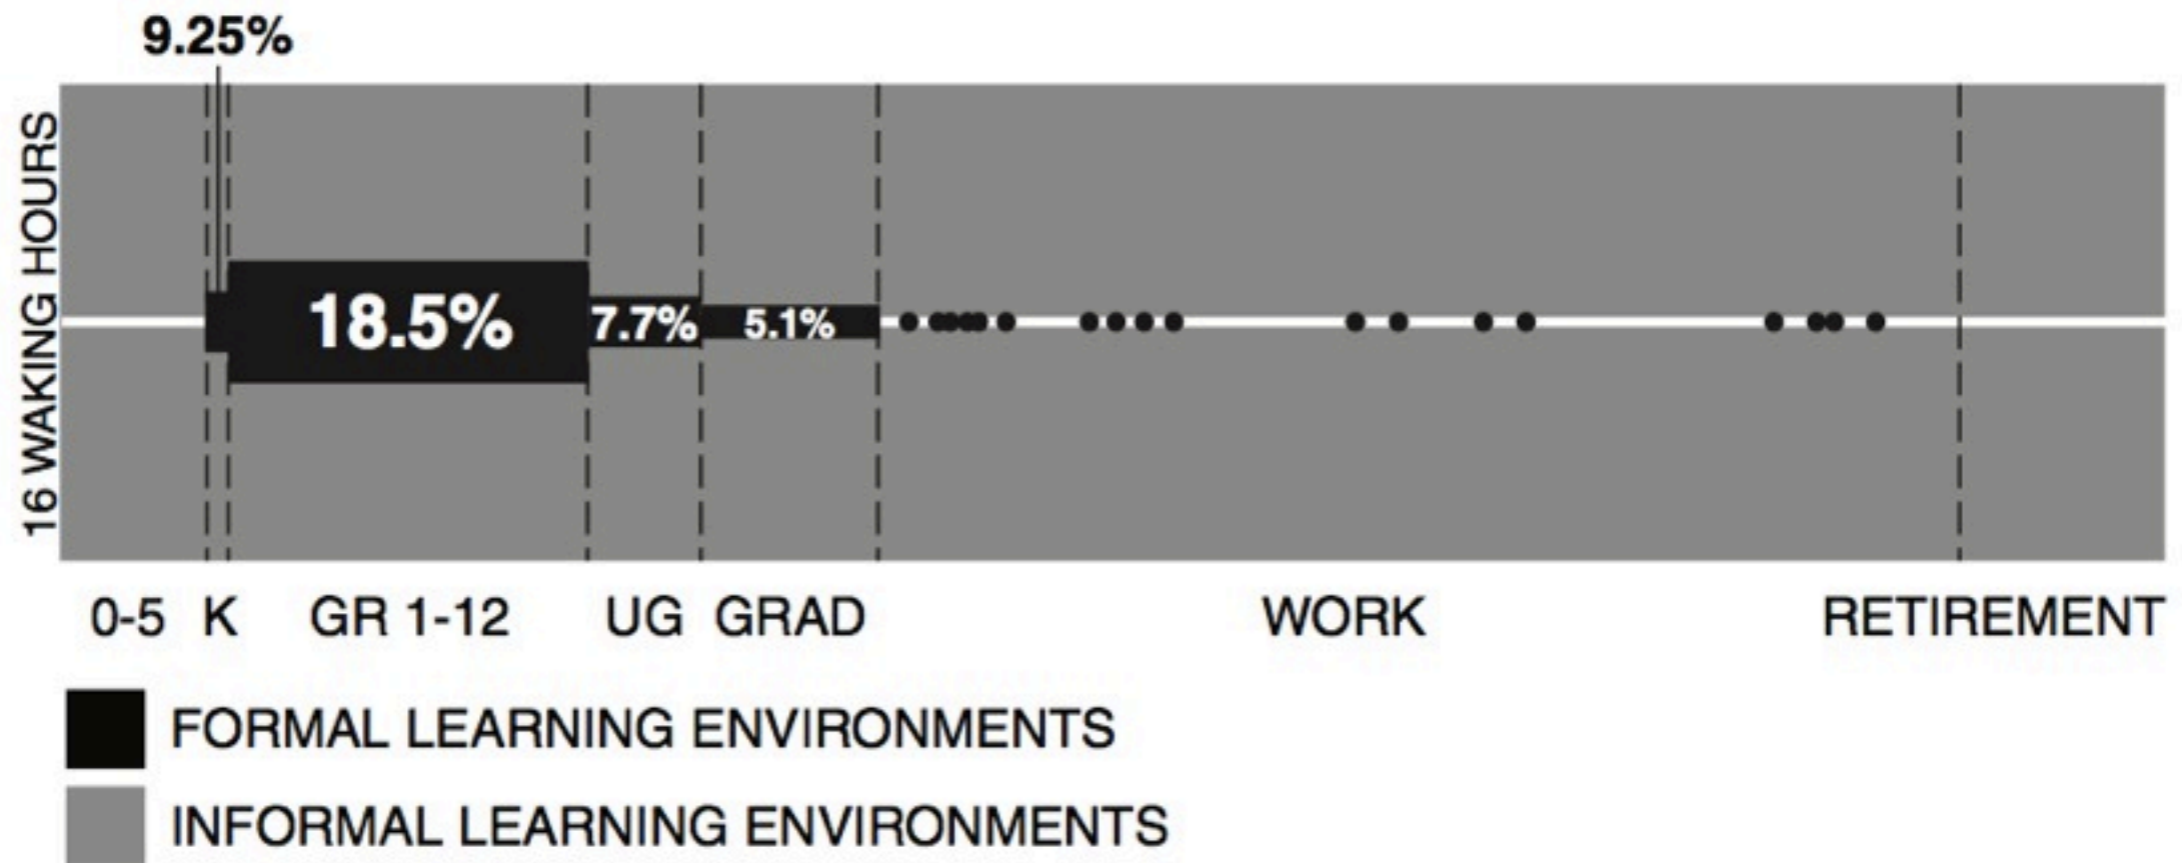 9.25%
16 WAKING HOURS
18.5%
7.7%
5.1%
0-5 K GR 1-12 UG GRAD WORK RETIREMENT
FORMAL LEARNING ENVIRONMENTS
INFORMAL LEARNING ENVIRONMENTS